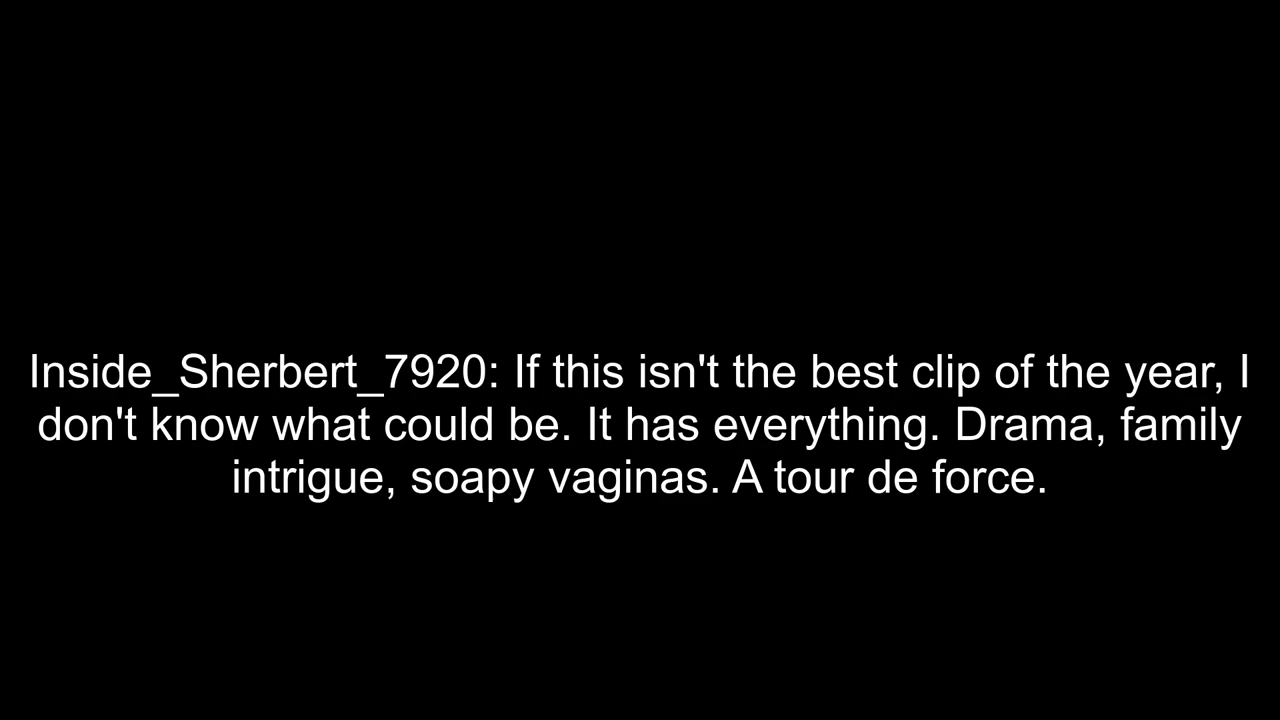 Inside_Sherbert_7920: If this isn't the best clip of the year, I
don't know what could be. It has everything. Drama, family
intrigue, soapy vaginas. A tour de force.